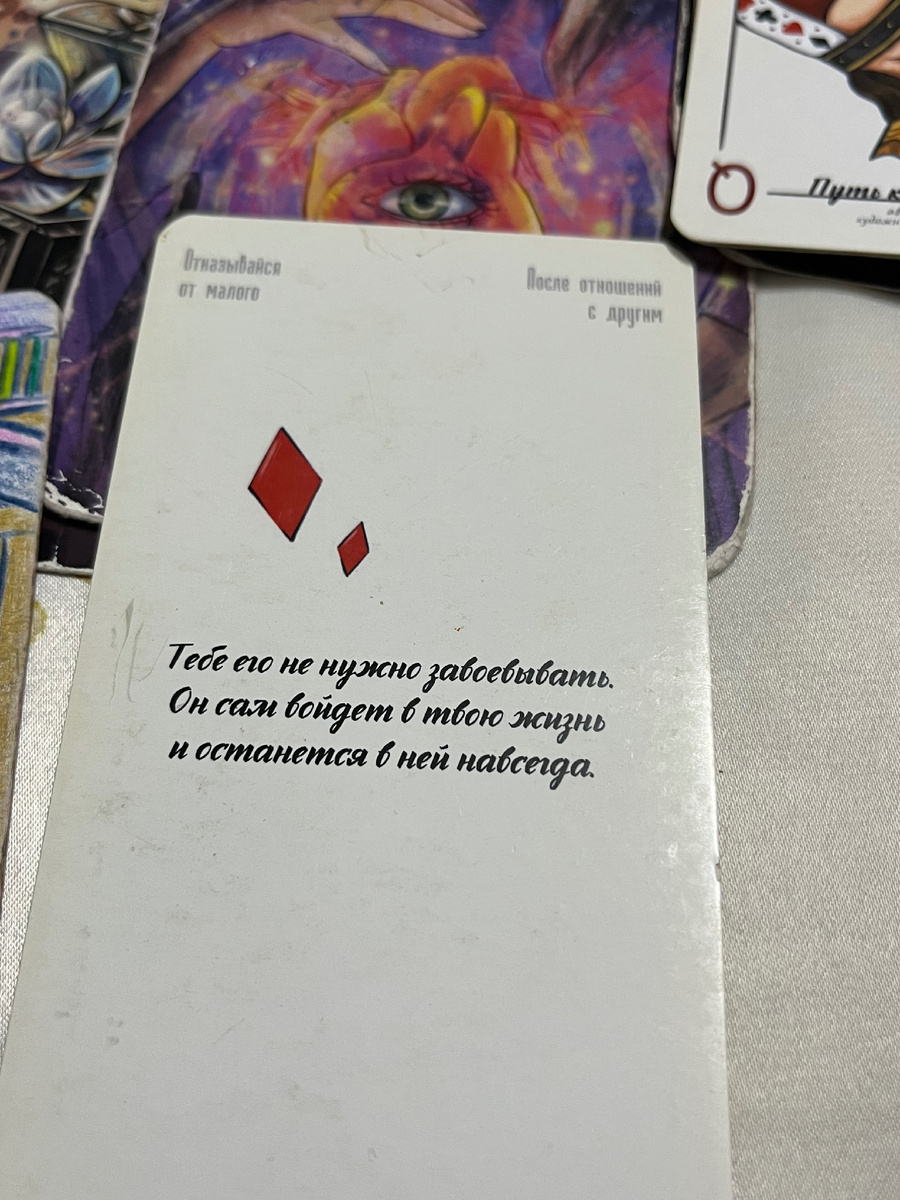 Путь к
Отказывайся
от малого
После отношений
с другим
Тебе его не нужно завоевывать.
Он сам войдет в твою жизнь
и останется в ней навсегда.